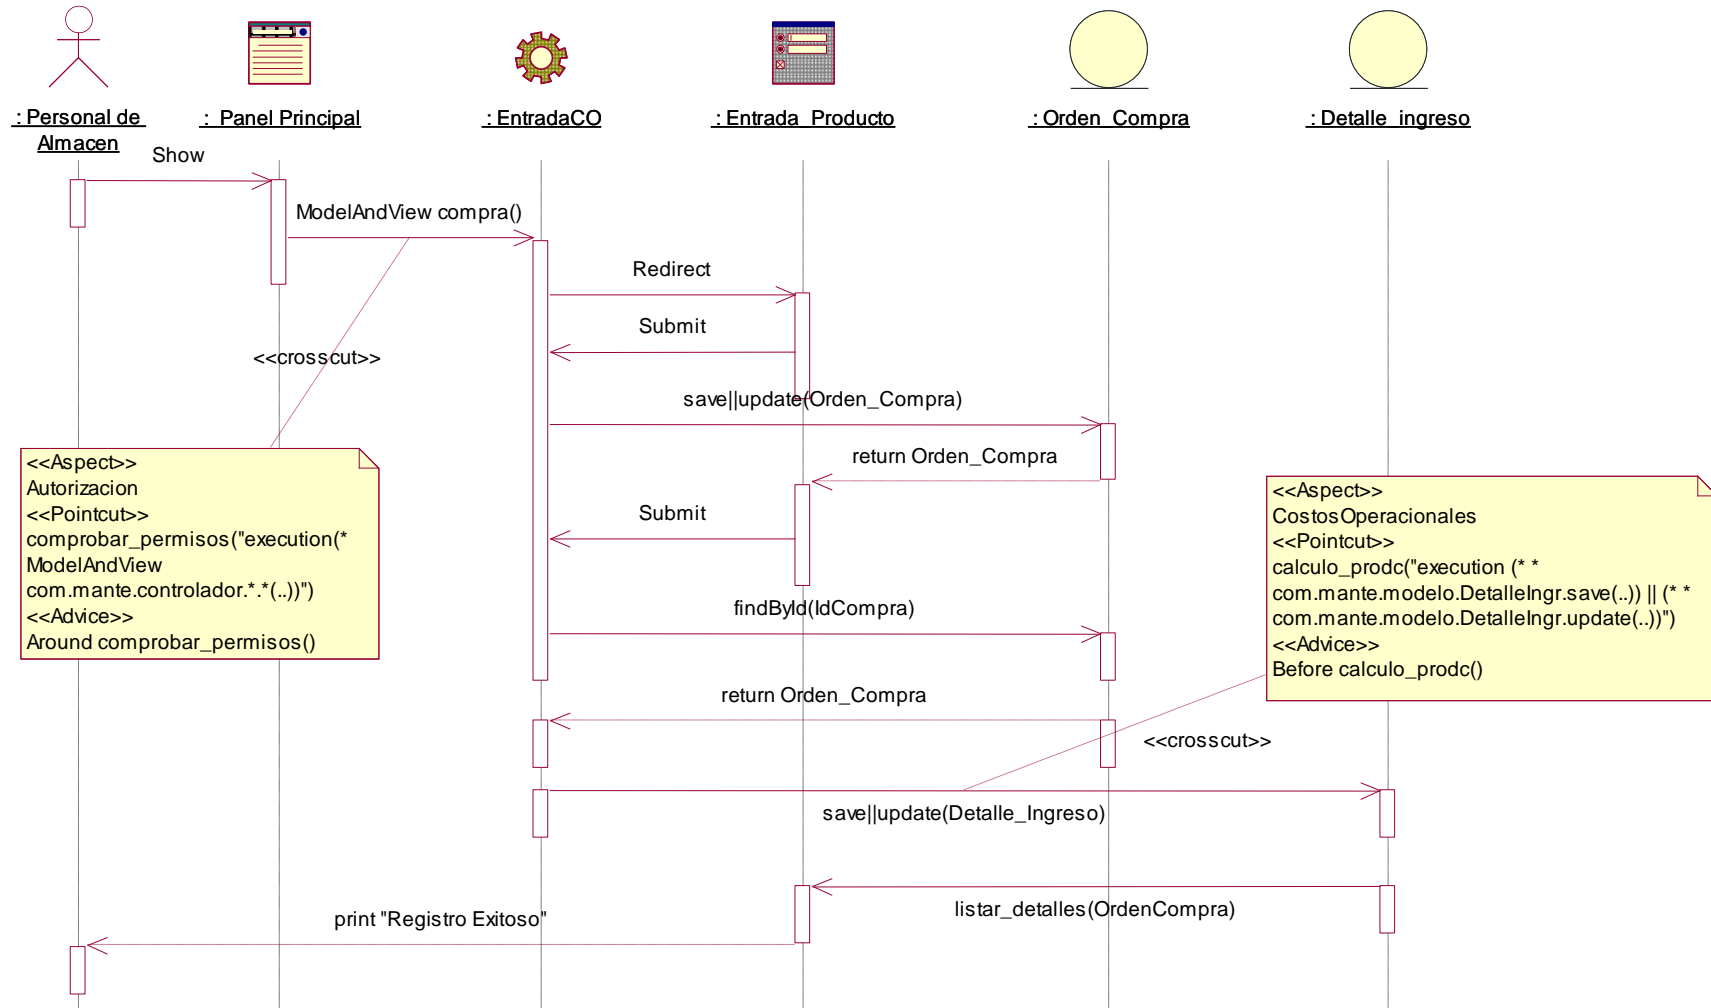 : Personal de
Almacen
: Panel Principal
: EntradaCO
: Entrada_Producto
: Orden_Compra
: Detalle_ingreso
Show
ModelAndView compra()
Redirect
Submit
<<crosscut>>
save||update(Orden_Compra)
return Orden_Compra
<<Aspect>>
Autorizacion
<<Pointcut>>
comprobar_permisos("execution(*
ModelAndView
com.mante.controlador.*.*(..))")
<<Advice>>
Around comprobar_permisos()
Submit
<<Aspect>>
CostosOperacionales
<<Pointcut>>
calculo_prodc("execution (* *
com.mante.modelo.DetalleIngr.save(..)) || (* *
com.mante.modelo.DetalleIngr.update(..))")
<<Advice>>
Before calculo_prodc()
findById(IdCompra)
return Orden_Compra
<<crosscut>>
save||update(Detalle_Ingreso)
listar_detalles(OrdenCompra)
print "Registro Exitoso"